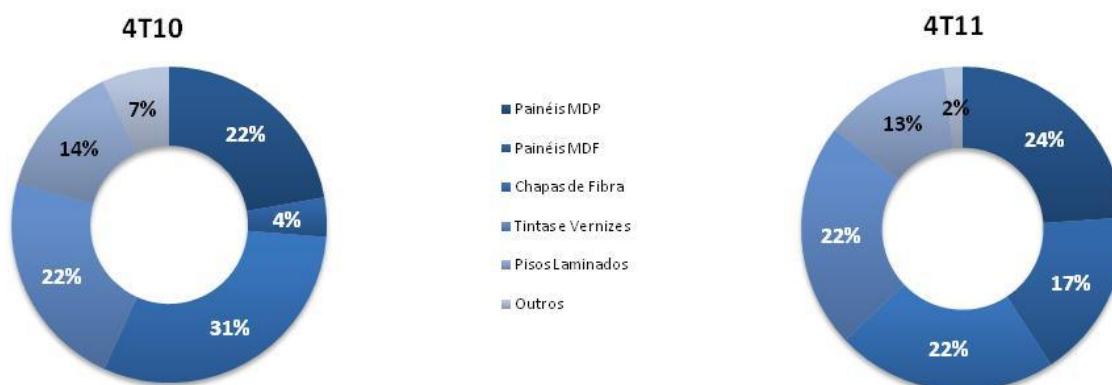 4T10
7%
22%
14%
4%
22%
31%
Painéis MDP
Painéis MDF
Chapas de Fibra
Tintas e Vernizes
Pisos Laminados
Outros
4T11
2%
13%
24%
22%
17%
22%